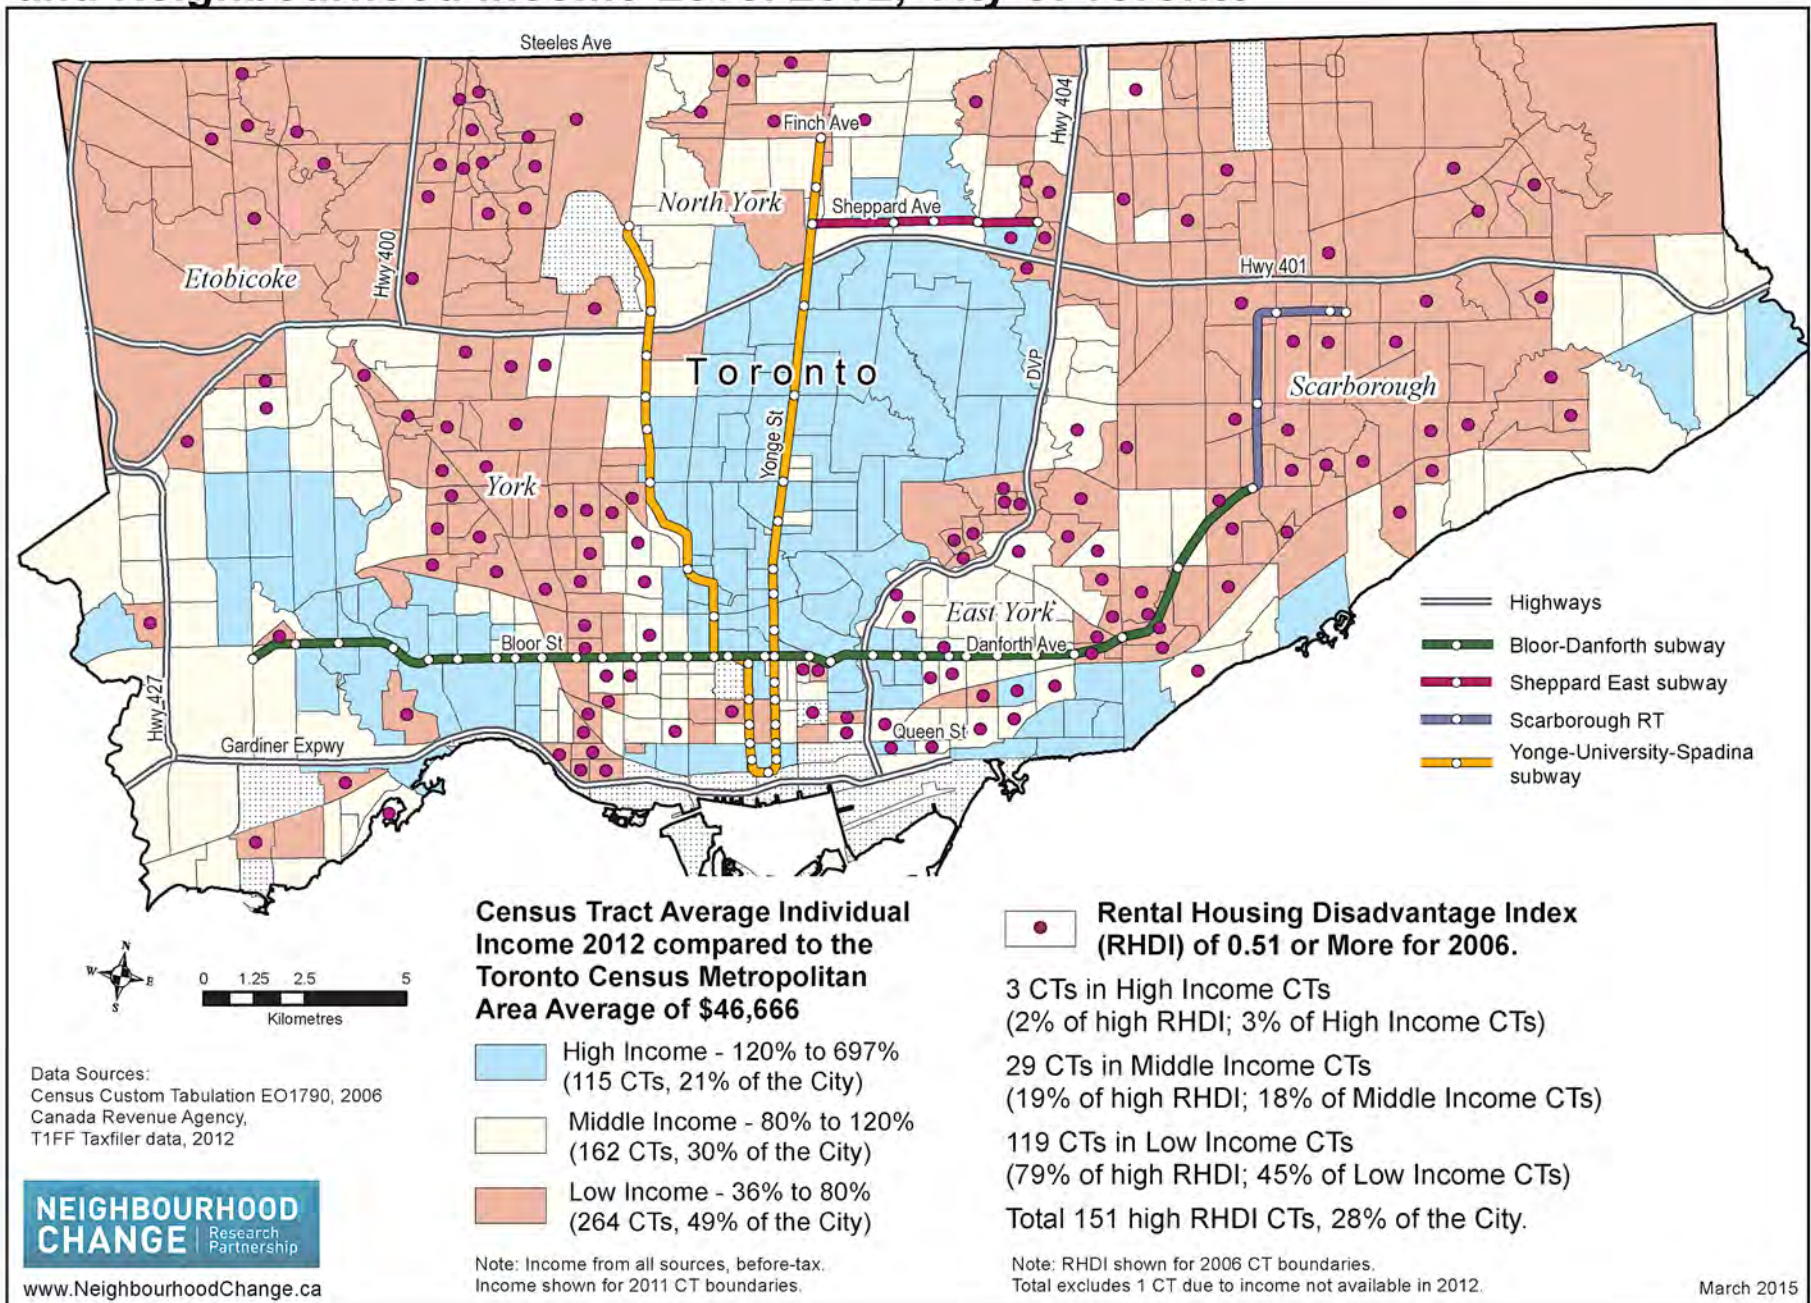 and Neighbourhood Income Level 2012, City of Toronto
Steeles Ave
Hwy 404
Finch Ave
North York
Sheppard Ave
Hwy 400
Etobicoke
Hwy 401
Toronto
DVP
Scarborough
Yonge St
York
East York
Bloor St
Danforth Ave
Hwy 427
Queen St
Gardiner Expwy
Highways
Bloor-Danforth subway
Sheppard East subway
Scarborough RT
Yonge-University-Spadina
subway
N
W
E
S
0 1.25 2.5 5
Kilometres
Data Sources:
Census Custom Tabulation EO1790, 2006
Canada Revenue Agency,
T1FF Taxfiler data, 2012
NEIGHBOURHOOD
CHANGE Research
Partnership
www.NeighbourhoodChange.ca
Census Tract Average Individual
Income 2012 compared to the
Toronto Census Metropolitan
Area Average of $46,666
High Income - 120% to 697%
(115 CTs, 21% of the City)
Middle Income - 80% to 120%
(162 CTs, 30% of the City)
Low Income - 36% to 80%
(264 CTs, 49% of the City)
Note: Income from all sources, before-tax.
Income shown for 2011 CT boundaries.
Rental Housing Disadvantage Index
(RHDI) of 0.51 or More for 2006.
3 CTs in High Income CTs
(2% of high RHDI; 3% of High Income CTs)
29 CTs in Middle Income CTs
(19% of high RHDI; 18% of Middle Income CTs)
119 CTs in Low Income CTs
(79% of high RHDI; 45% of Low Income CTs)
Total 151 high RHDI CTs, 28% of the City.
Note: RHDI shown for 2006 CT boundaries.
Total excludes 1 CT due to income not available in 2012.
March 2015